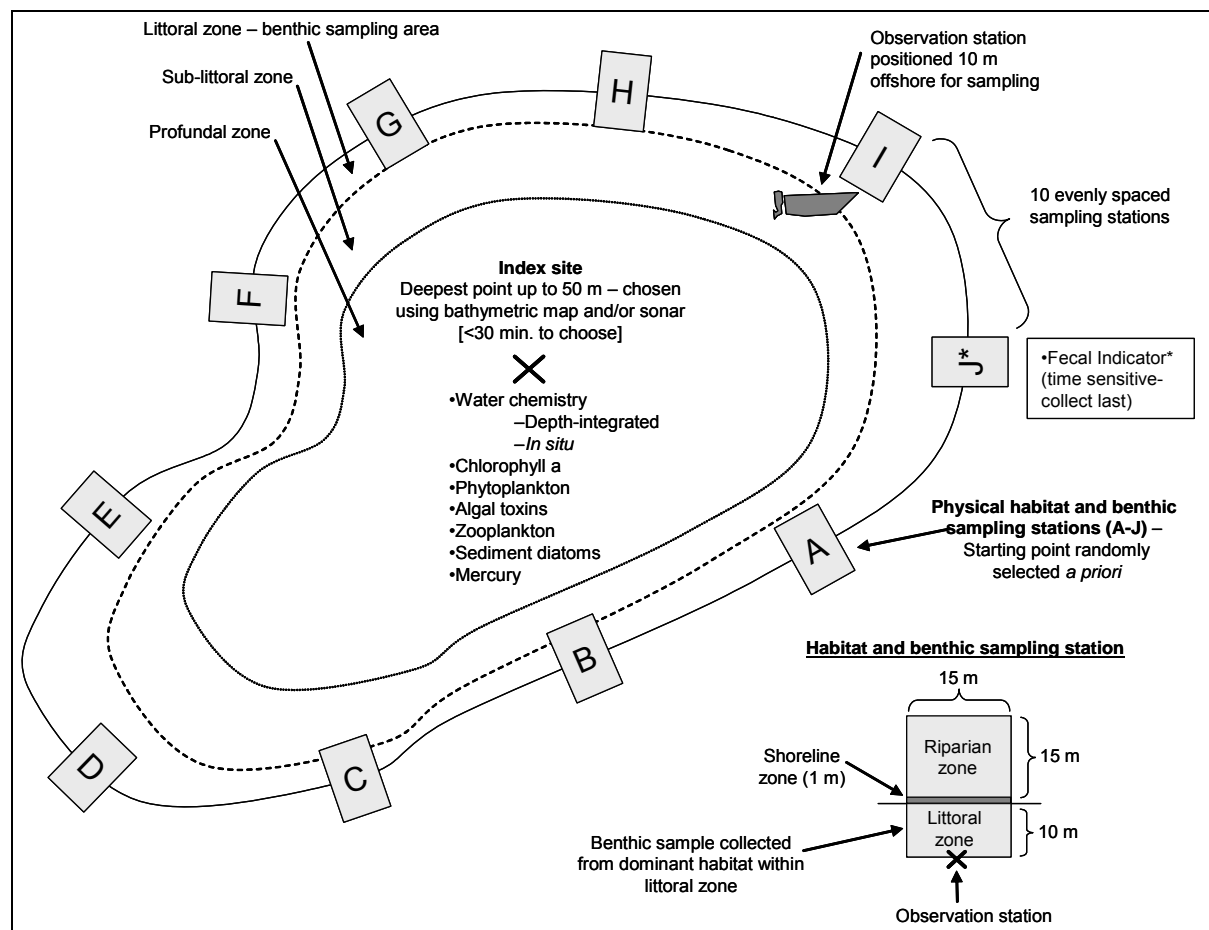 Littoral zone – benthic sampling area
Sub-littoral zone
Profundal zone
Observation station
positioned 10 m
offshore for sampling
G
H
I
10 evenly spaced
sampling stations
F
Index site
Deepest point up to 50 m – chosen
using bathymetric map and/or sonar
[<30 min. to choose]
•Water chemistry
–Depth-integrated
–In situ
•Chlorophyll a
•Phytoplankton
•Algal toxins
•Zooplankton
•Sediment diatoms
•Mercury
J*
•Fecal Indicator*
(time sensitive-
collect last)
E
A
Physical habitat and benthic
sampling stations (A-J) –
Starting point randomly
selected a priori
B
D
C
Habitat and benthic sampling station
15 m
Riparian
zone
15 m
Shoreline
zone (1 m)
Littoral
zone
10 m
Benthic sample collected
from dominant habitat within
littoral zone
Observation station